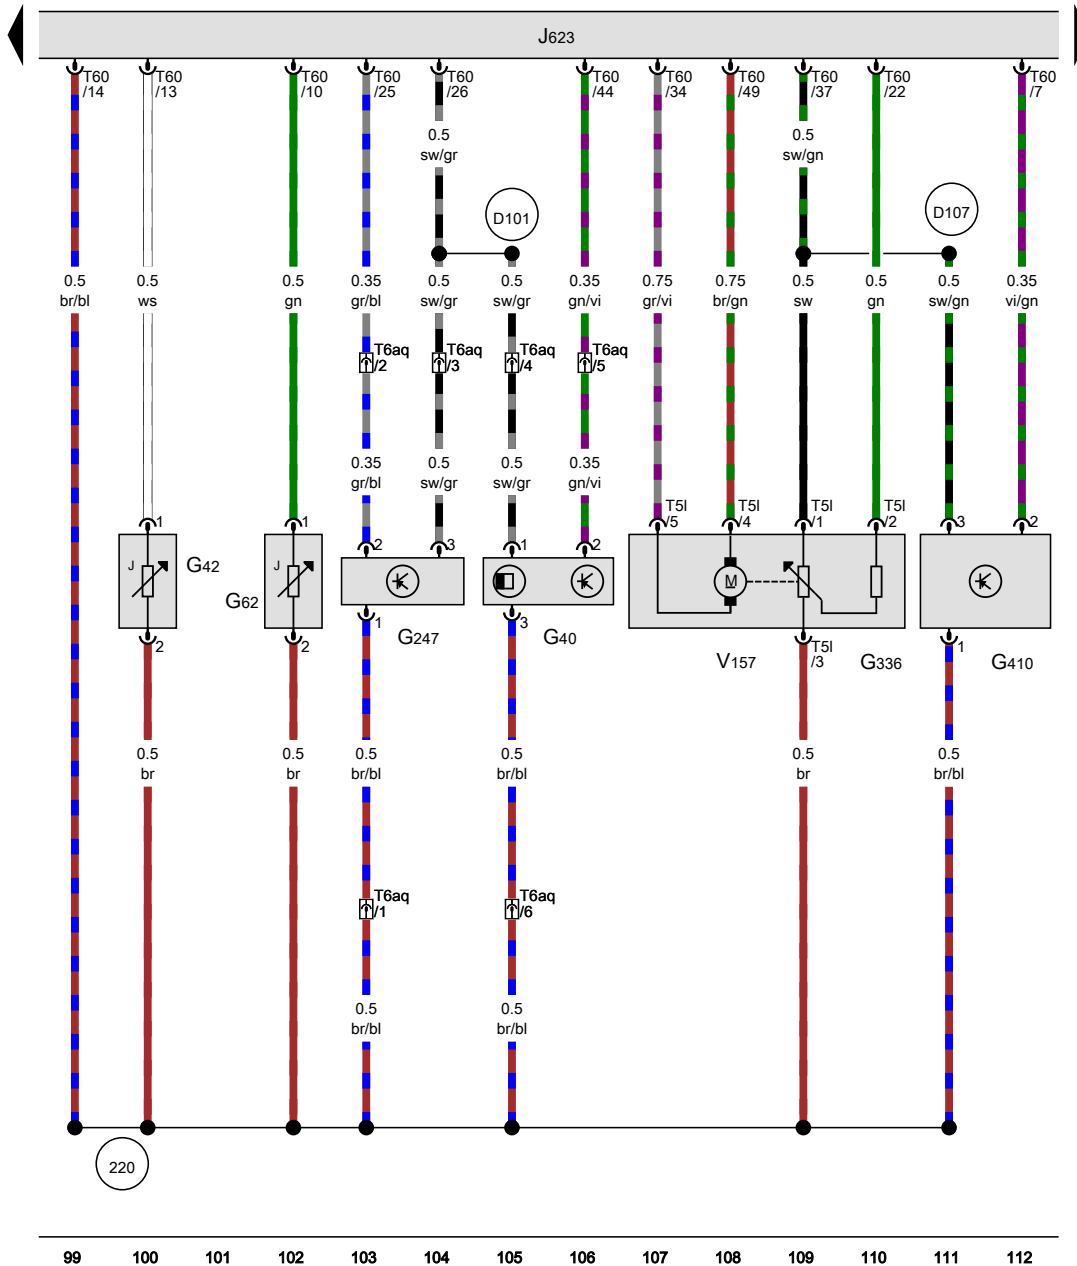 J623
T60 T60 T60 T60 T60 T60 T60 T60 T60 T60 T60
/14 /13 /10 /25 /26 /44 /34 /49 /37 /22 /7
0.5 0.5
sw/gr sw/gn
D101 D107
0.5 0.5 0.5 0.35 0.5 0.5 0.35 0.75 0.75 0.5 0.5 0.5 0.35
br/bl ws gn gr/bl sw/gr sw/gr gn/vi gr/vi br/gn sw gn sw/gn vi/gn
T6aq T6aq T6aq T6aq
/2 /3 /4 /5
0.35 0.5 0.5 0.35
gr/bl sw/gr sw/gr gn/vi
T5l T5l T5l T5l
1 1 /5 /4 /1 /2 3 2
2 3 1 2
J G42 J
M
G62
1 3
G247 G40
2 2 T5l 1
/3
V157 G336 G410
0.5 0.5 0.5 0.5 0.5 0.5
br br br/bl br/bl br br/bl
T6aq T6aq
/1 /6
0.5 0.5
br/bl br/bl
220
99 100 101 102 103 104 105 106 107 108 109 110 111 112